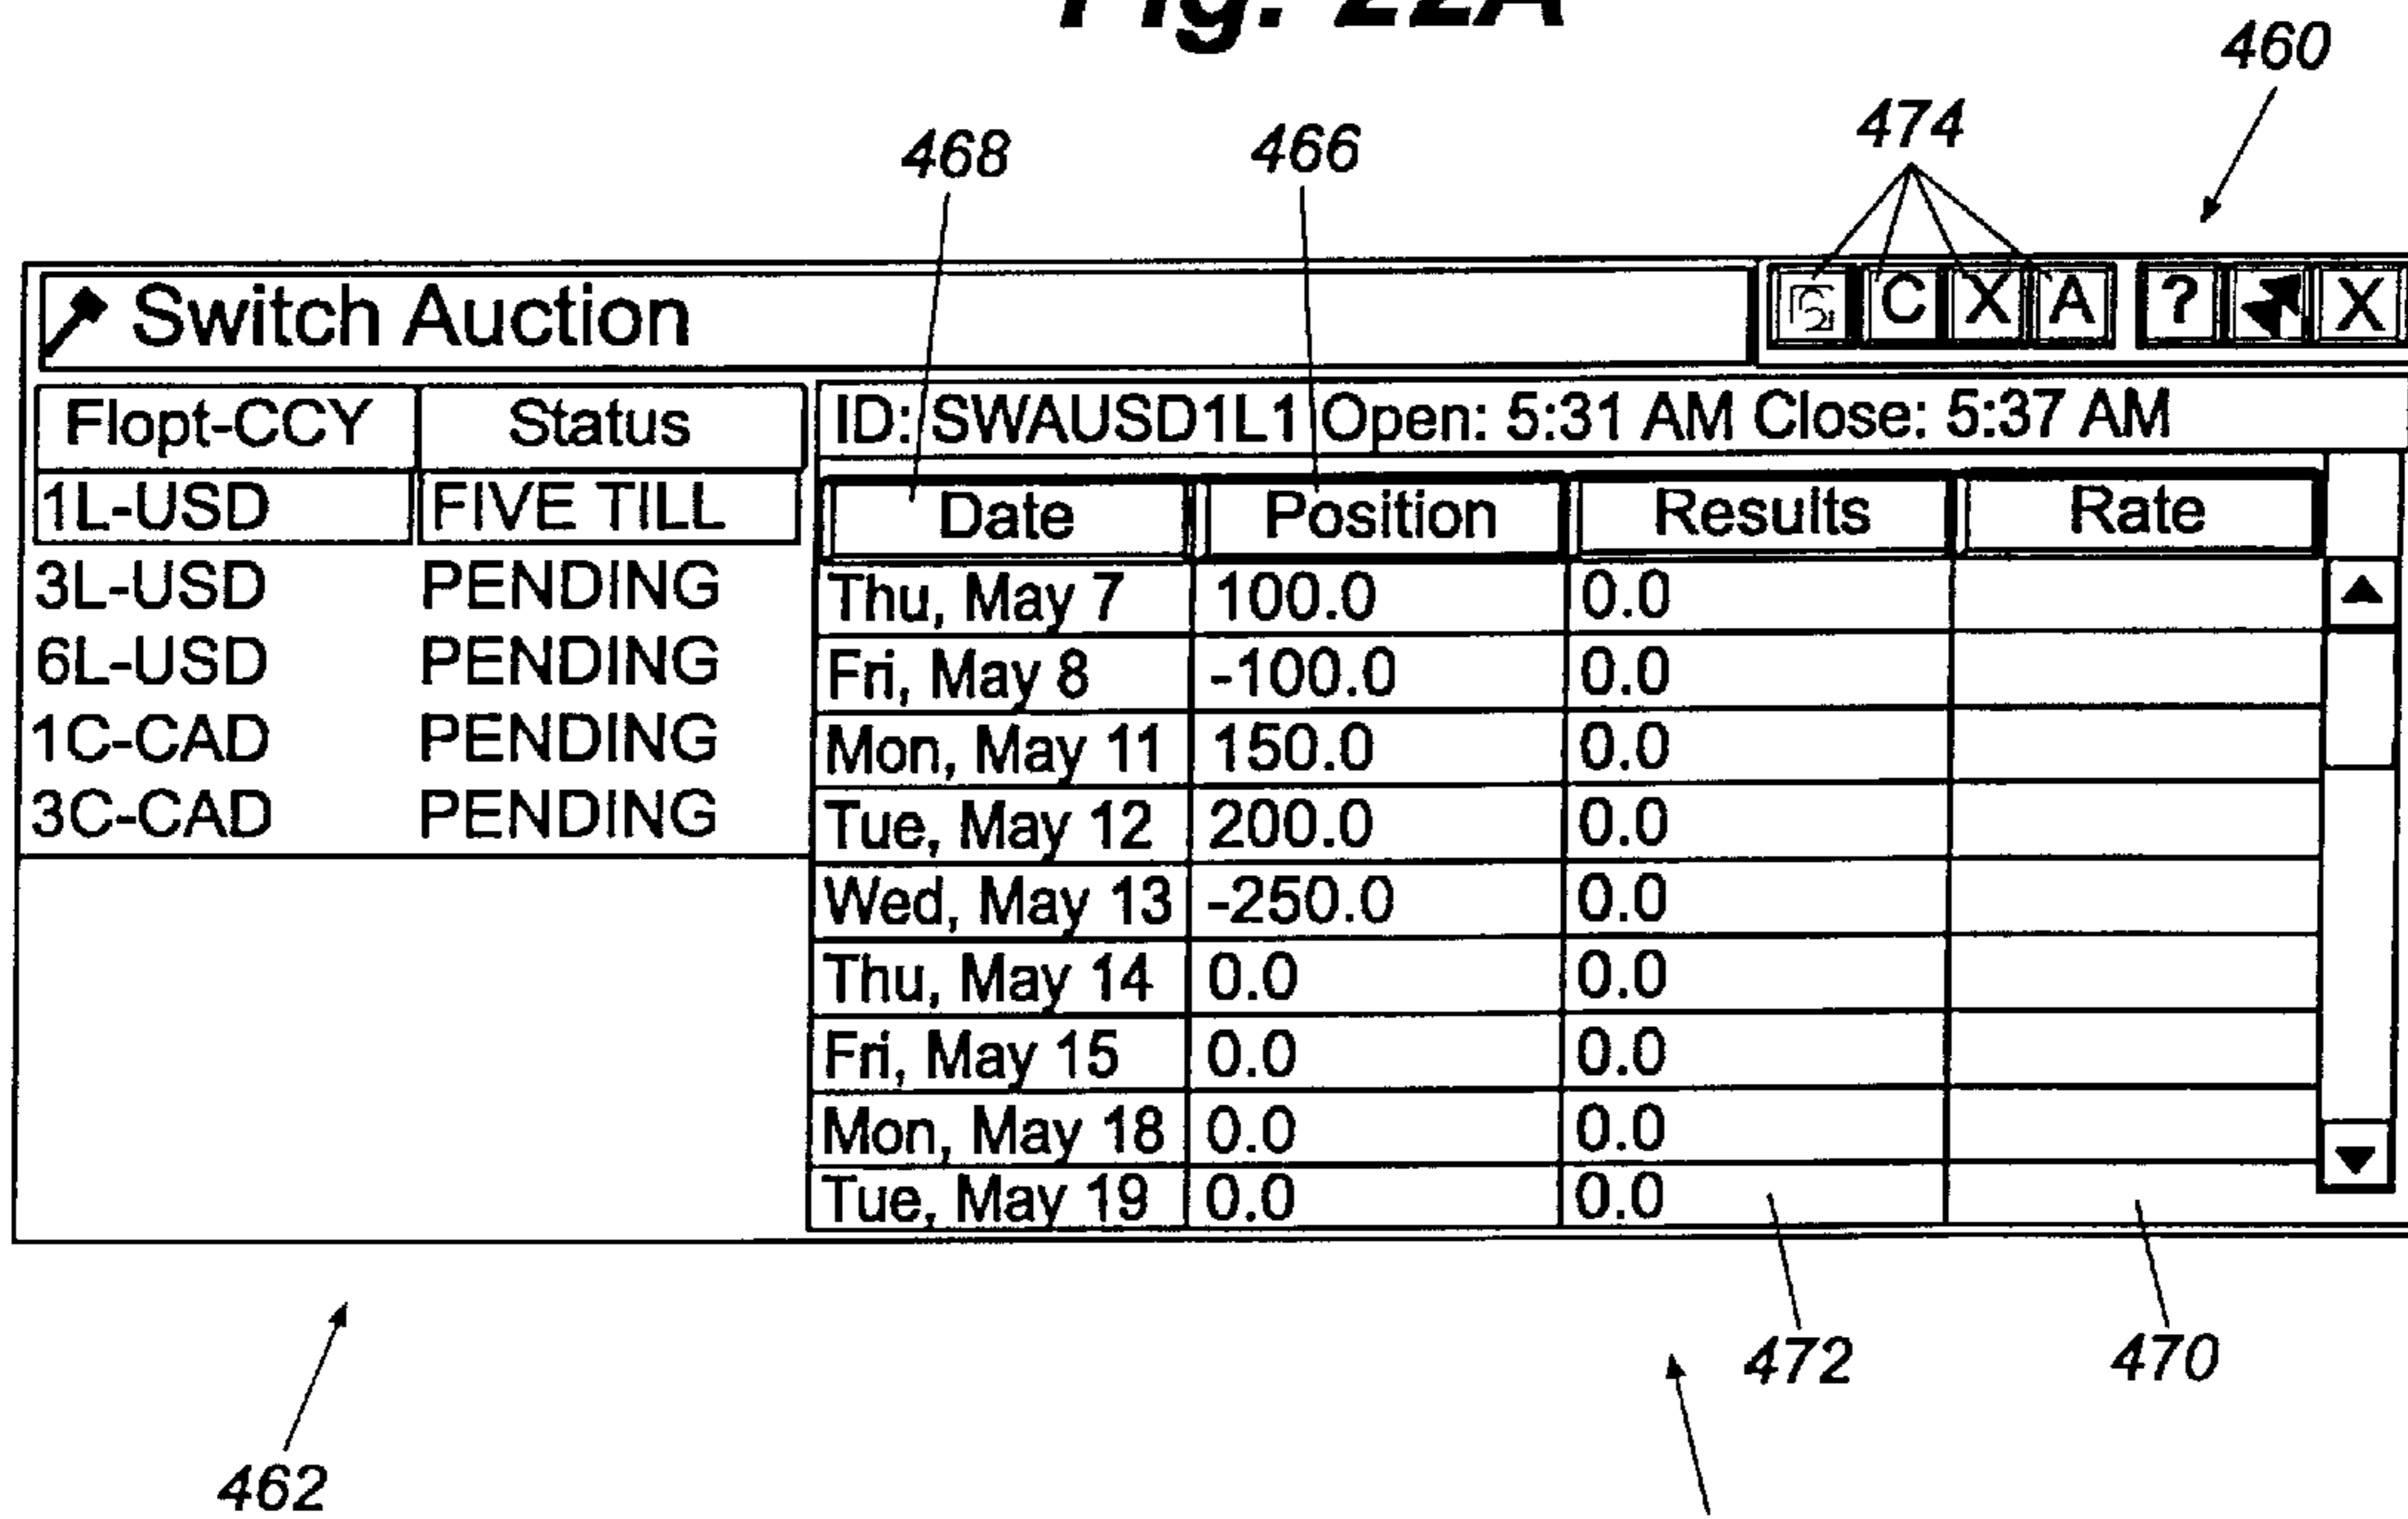 Fig. 22A
460
474
468 466
Switch Auction C X A ? X
Flopt-CCY Status ID: SWAUSD1L1 Open: 5:31 AM Close: 5:37 AM
1L-USD FIVE TILL Date Position Results Rate
3L-USD PENDING Thu, May 7 100.0 0.0
6L-USD PENDING Fri, May 8 -100.0 0.0
1C-CAD PENDING Mon, May 11 150.0 0.0
3C-CAD PENDING Tue, May 12 200.0 0.0
Wed, May 13 -250.0 0.0
Thu, May 14 0.0 0.0
Fri, May 15 0.0 0.0
Mon, May 18 0.0 0.0
Tue, May 19 0.0 0.0
472 470
462